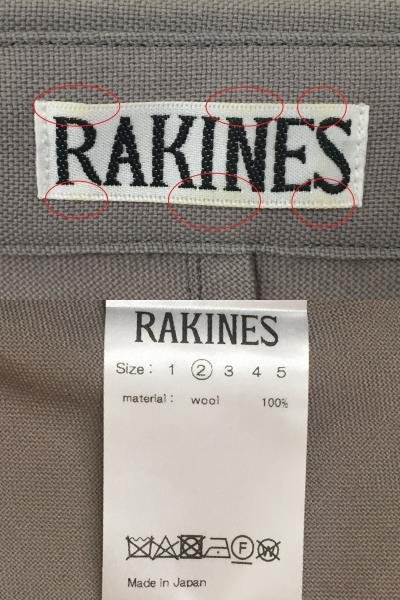 RAKINES
RAKINES
Size: 1 2 3 4 5
material: wool 100%
F W
Made in Japan